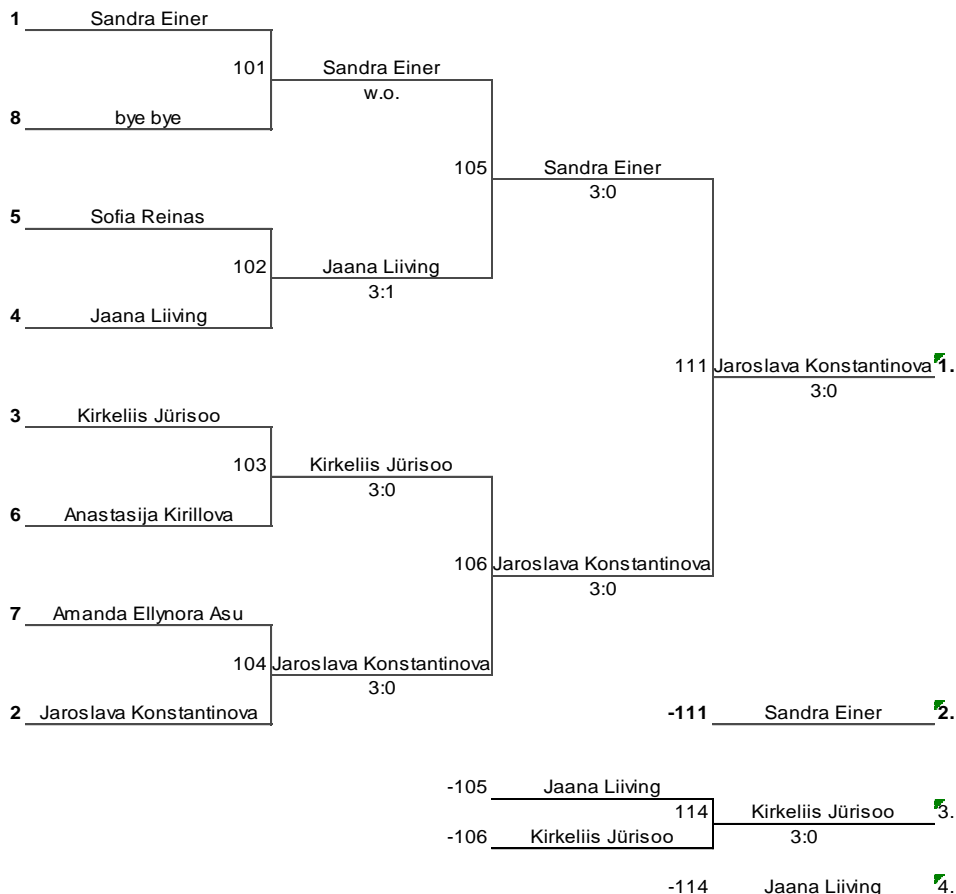 1 Sandra Einer
101 Sandra Einer
w.o.
8 bye bye
105 Sandra Einer
3:0
5 Sofia Reinas
102 Jaana Liiving
3:1
4 Jaana Liiving
111 Jaroslava Konstantinova 1.
3:0
3 Kirkeliis Jürisoo
103 Kirkeliis Jürisoo
3:0
6 Anastasija Kirillova
106 Jaroslava Konstantinova
3:0
7 Amanda Ellynora Asu
104 Jaroslava Konstantinova
3:0
2 Jaroslava Konstantinova
-111 Sandra Einer 2.
-105 Jaana Liiving
114 Kirkeliis Jürisoo 3.
-106 Kirkeliis Jürisoo 3:0
-114 Jaana Liiving 4.